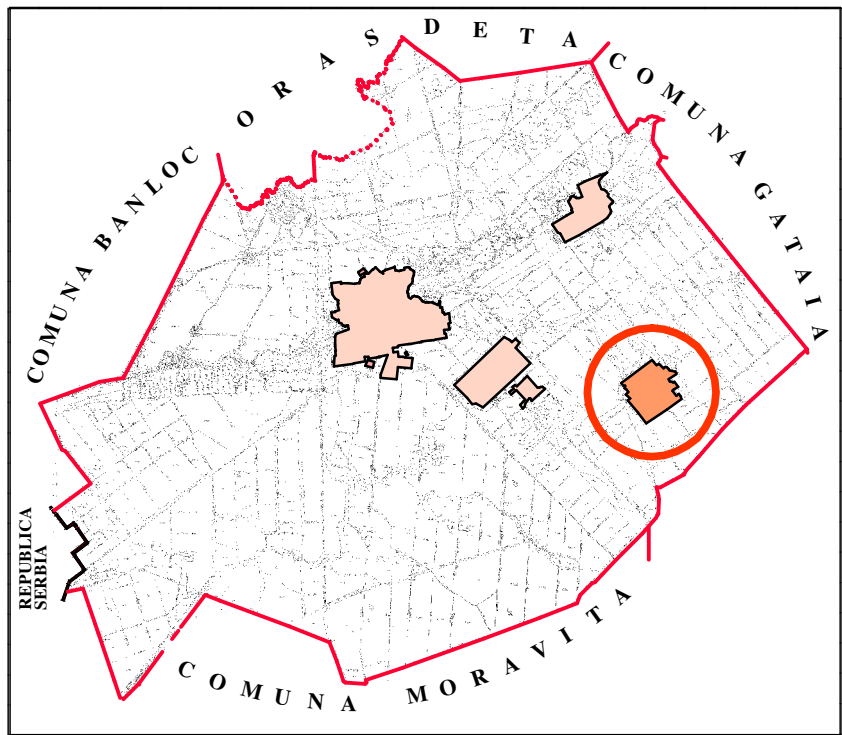 ORAS DETA
COMUNA GATAIA
COMUNA BANLOC
REPUBLICA
SERBIA
COMUNA MORAVITA